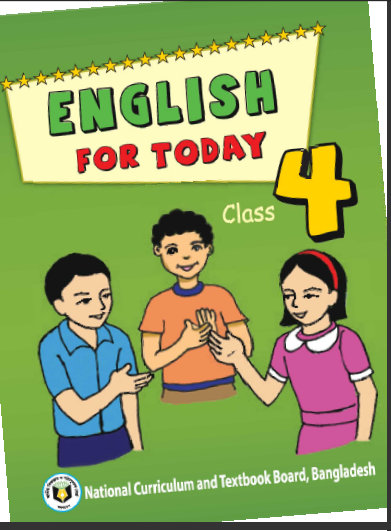 ENGLISH
FOR TODAY
Class 4
National Curriculum and Textbook Board, Bangladesh